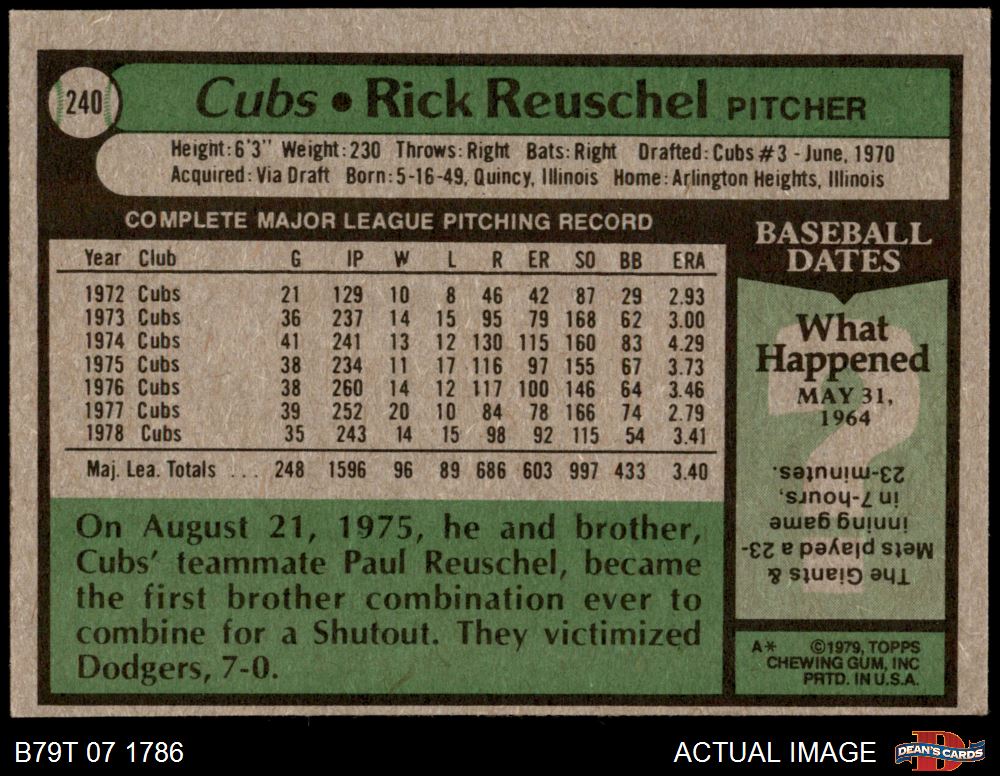 240
Cubs • Rick Reuschel PITCHER
Height: 6'3" Weight: 230 Throws: Right Bats: Right Drafted: Cubs #3 - June, 1970
Acquired: Via Draft Born: 5-16-49, Quincy, Illinois Home: Arlington Heights, Illinois
COMPLETE MAJOR LEAGUE PITCHING RECORD
Year Club G IP W L R ER SO BB ERA
1972 Cubs 21 129 10 8 46 42 87 29 2.93
1973 Cubs 36 237 14 15 95 79 168 62 3.00
1974 Cubs 41 241 13 12 130 115 160 83 4.29
1975 Cubs 38 234 11 17 116 97 155 67 3.73
1976 Cubs 38 260 14 12 117 100 146 64 3.46
1977 Cubs 39 252 20 10 84 78 166 74 2.79
1978 Cubs 35 243 14 15 98 92 115 54 3.41
Maj. Lea. Totals ... 248 1596 96 89 686 603 997 433 3.40
On August 21, 1975, he and brother,
Cubs' teammate Paul Reuschel, became
the first brother combination ever to
combine for a Shutout. They victimized
Dodgers, 7-0.
BASEBALL
DATES
What
Happened
MAY 31,
1964
The Giants &
Mets played a 23-
inning game
in 7-hours,
23-minutes.
A* ©1979, TOPPS
CHEWING GUM, INC
PRTD. IN U.S.A.
B79T 07 1786
ACTUAL IMAGE
DEAN'S CARDS